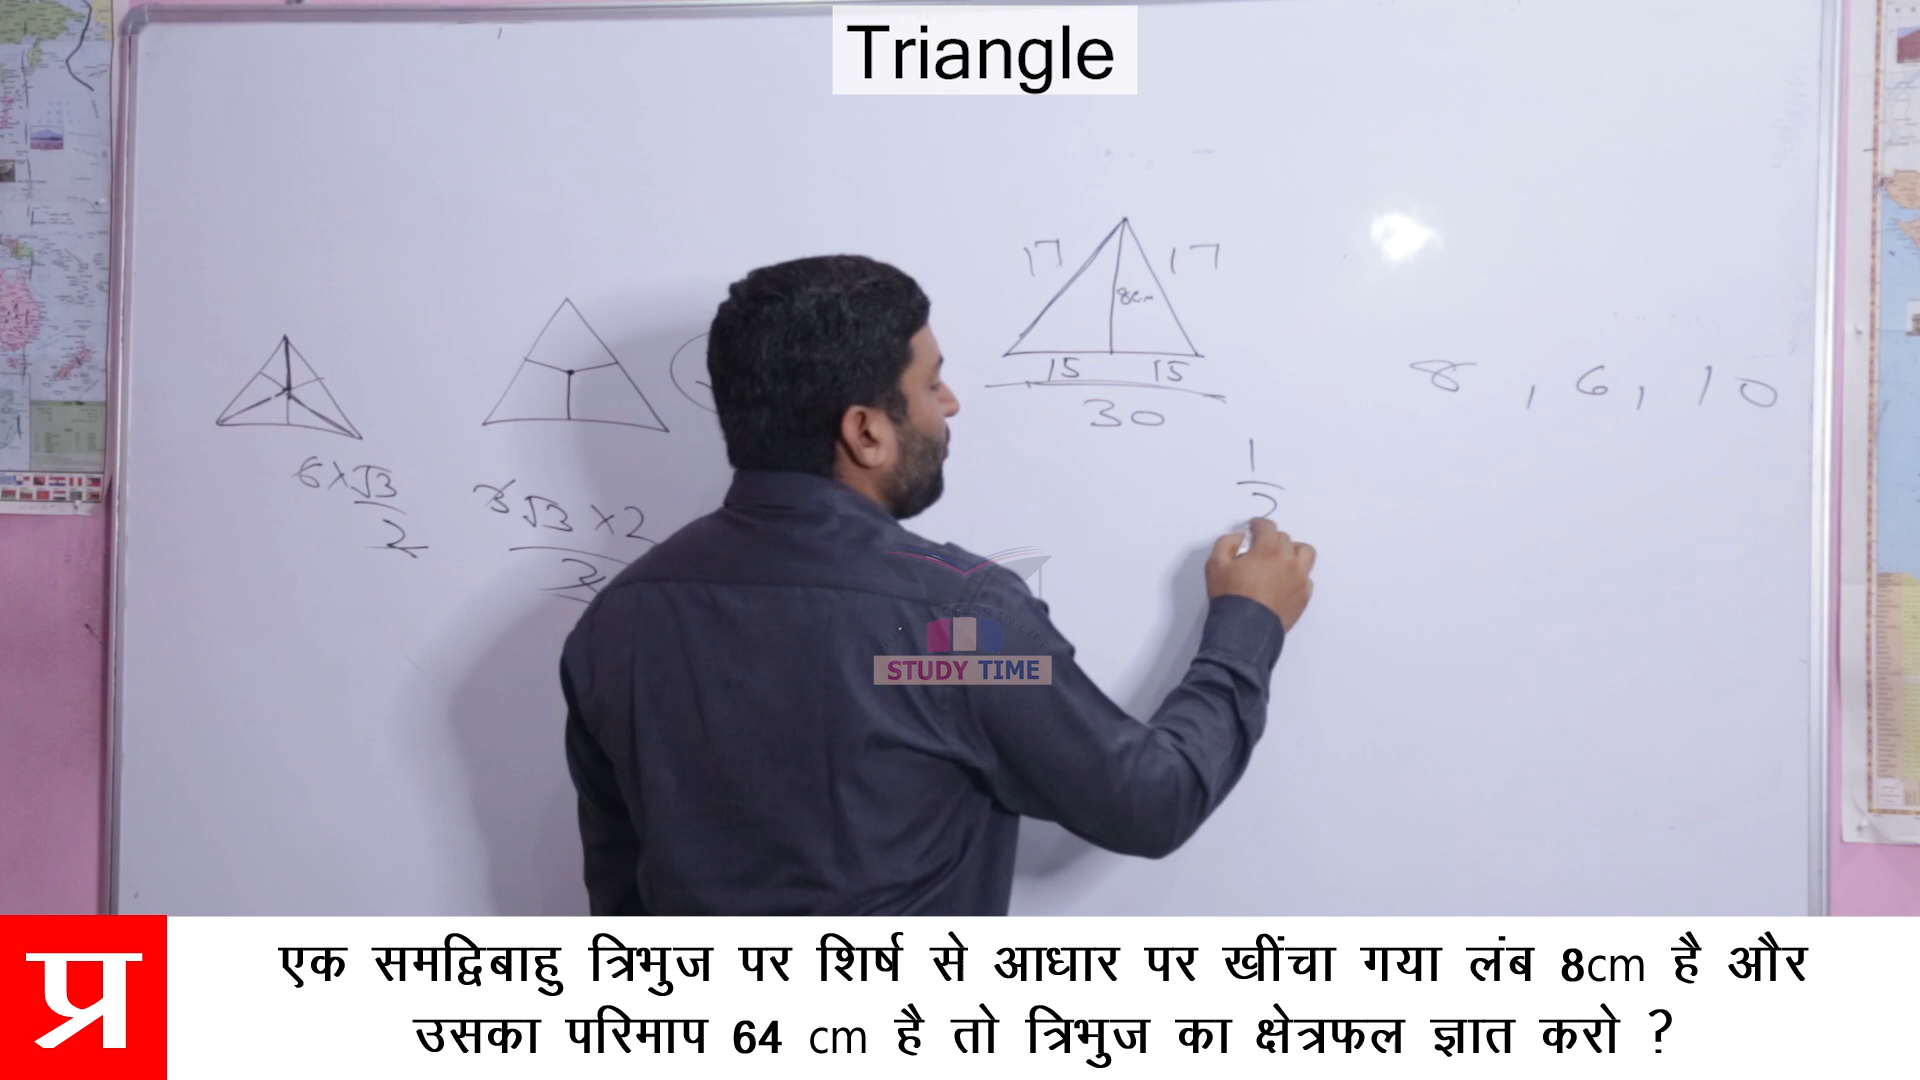 Triangle
17 17
8cm
15 15
30
8 , 6, 10
1
2
6×√3
2
3√3 ×2
2
STUDY TIME
प्र
एक समद्विबाहु त्रिभुज पर शिर्ष से आधार पर खींचा गया लंब 8cm है और
उसका परिमाप 64 cm है तो त्रिभुज का क्षेत्रफल ज्ञात करो ?